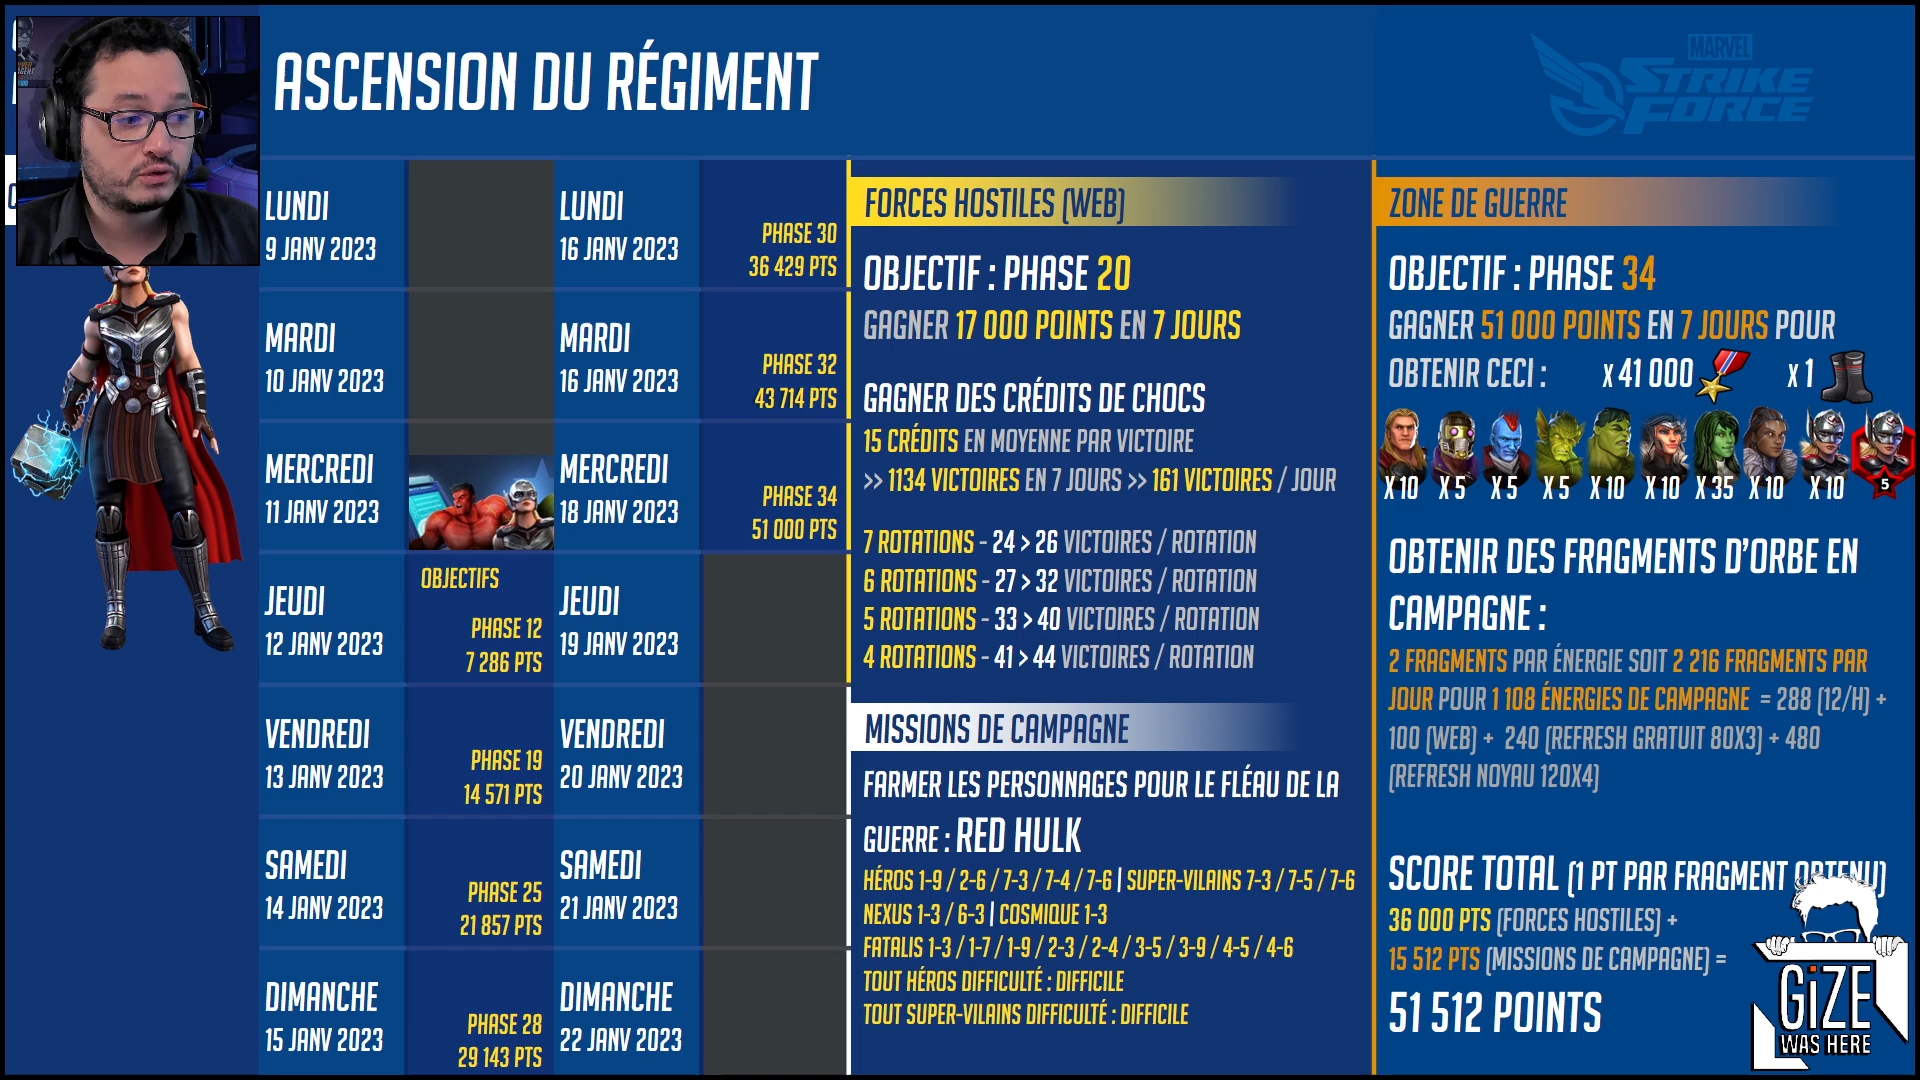 ASCENSION DU RÉGIMENT
MARVEL
STRIKE
FORCE
LUNDI
9 JANV 2023
MARDI
10 JANV 2023
MERCREDI
11 JANV 2023
JEUDI
12 JANV 2023
OBJECTIFS
PHASE 12
7 286 PTS
VENDREDI
13 JANV 2023
PHASE 19
14 571 PTS
SAMEDI
14 JANV 2023
PHASE 25
21 857 PTS
DIMANCHE
15 JANV 2023
PHASE 28
29 143 PTS
LUNDI
16 JANV 2023
PHASE 30
36 429 PTS
MARDI
16 JANV 2023
PHASE 32
43 714 PTS
MERCREDI
18 JANV 2023
PHASE 34
51 000 PTS
JEUDI
19 JANV 2023
VENDREDI
20 JANV 2023
SAMEDI
21 JANV 2023
DIMANCHE
22 JANV 2023
FORCES HOSTILES (WEB)
OBJECTIF : PHASE 20
GAGNER 17 000 POINTS EN 7 JOURS
GAGNER DES CRÉDITS DE CHOCS
15 CRÉDITS EN MOYENNE PAR VICTOIRE
>> 1134 VICTOIRES EN 7 JOURS >> 161 VICTOIRES / JOUR
7 ROTATIONS - 24 > 26 VICTOIRES / ROTATION
6 ROTATIONS - 27 > 32 VICTOIRES / ROTATION
5 ROTATIONS - 33 > 40 VICTOIRES / ROTATION
4 ROTATIONS - 41 > 44 VICTOIRES / ROTATION
MISSIONS DE CAMPAGNE
FARMER LES PERSONNAGES POUR LE FLÉAU DE LA
GUERRE : RED HULK
HÉROS 1-9 / 2-6 / 7-3 / 7-4 / 7-6 | SUPER-VILAINS 7-3 / 7-5 / 7-6
NEXUS 1-3 / 6-3 | COSMIQUE 1-3
FATALIS 1-3 / 1-7 / 1-9 / 2-3 / 2-4 / 3-5 / 3-9 / 4-5 / 4-6
TOUT HÉROS DIFFICULTÉ : DIFFICILE
TOUT SUPER-VILAINS DIFFICULTÉ : DIFFICILE
ZONE DE GUERRE
OBJECTIF : PHASE 34
GAGNER 51 000 POINTS EN 7 JOURS POUR
OBTENIR CECI : X 41 000 X 1
X 10 X 5 X 5 X 5 X 10 X 10 X 35 X 10 X 10 5
OBTENIR DES FRAGMENTS D'ORBE EN
CAMPAGNE :
2 FRAGMENTS PAR ÉNERGIE SOIT 2 216 FRAGMENTS PAR
JOUR POUR 1 108 ÉNERGIES DE CAMPAGNE = 288 (12/H) +
100 (WEB) + 240 (REFRESH GRATUIT 80X3) + 480
(REFRESH NOYAU 120X4)
SCORE TOTAL (1 PT PAR FRAGMENT OBTENU)
36 000 PTS (FORCES HOSTILES) +
15 512 PTS (MISSIONS DE CAMPAGNE) =
51 512 POINTS
GiZE
WAS HERE